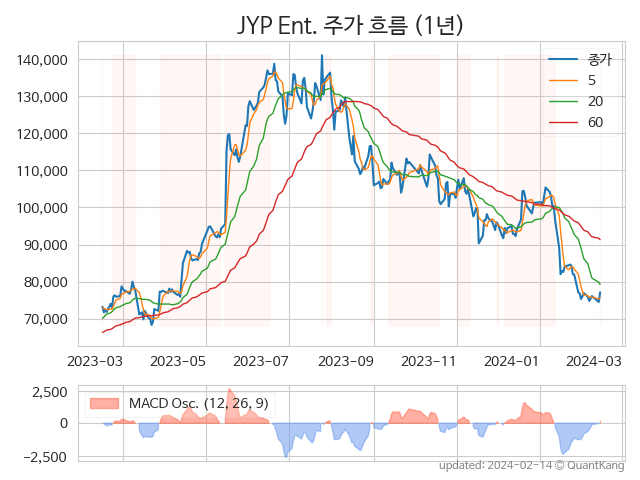 JYP Ent. 주가 흐름 (1년)
140,000
130,000
120,000
110,000
100,000
90,000
80,000
70,000
종가
5
20
60
2023-03 2023-05 2023-07 2023-09 2023-11 2024-01 2024-03
2,500
0
−2,500
MACD Osc. (12, 26, 9)
updated: 2024-02-14 © QuantKang